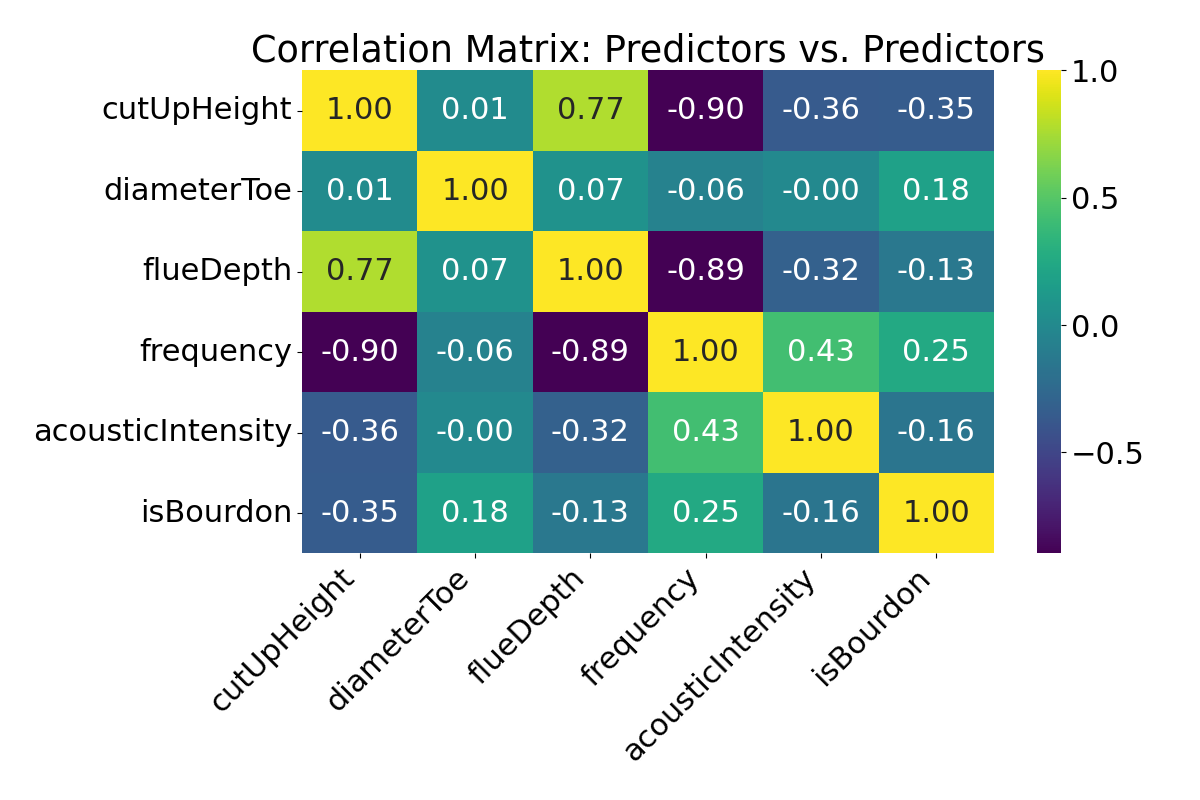 Correlation Matrix: Predictors vs. Predictors
cutUpHeight 1.00 0.01 0.77 -0.90 -0.36 -0.35
diameterToe 0.01 1.00 0.07 -0.06 -0.00 0.18
flueDepth 0.77 0.07 1.00 -0.89 -0.32 -0.13
frequency -0.90 -0.06 -0.89 1.00 0.43 0.25
acousticIntensity -0.36 -0.00 -0.32 0.43 1.00 -0.16
isBourdon -0.35 0.18 -0.13 0.25 -0.16 1.00
cutUpHeight
diameterToe
flueDepth
frequency
acousticIntensity
isBourdon
1.0
0.5
0.0
−0.5